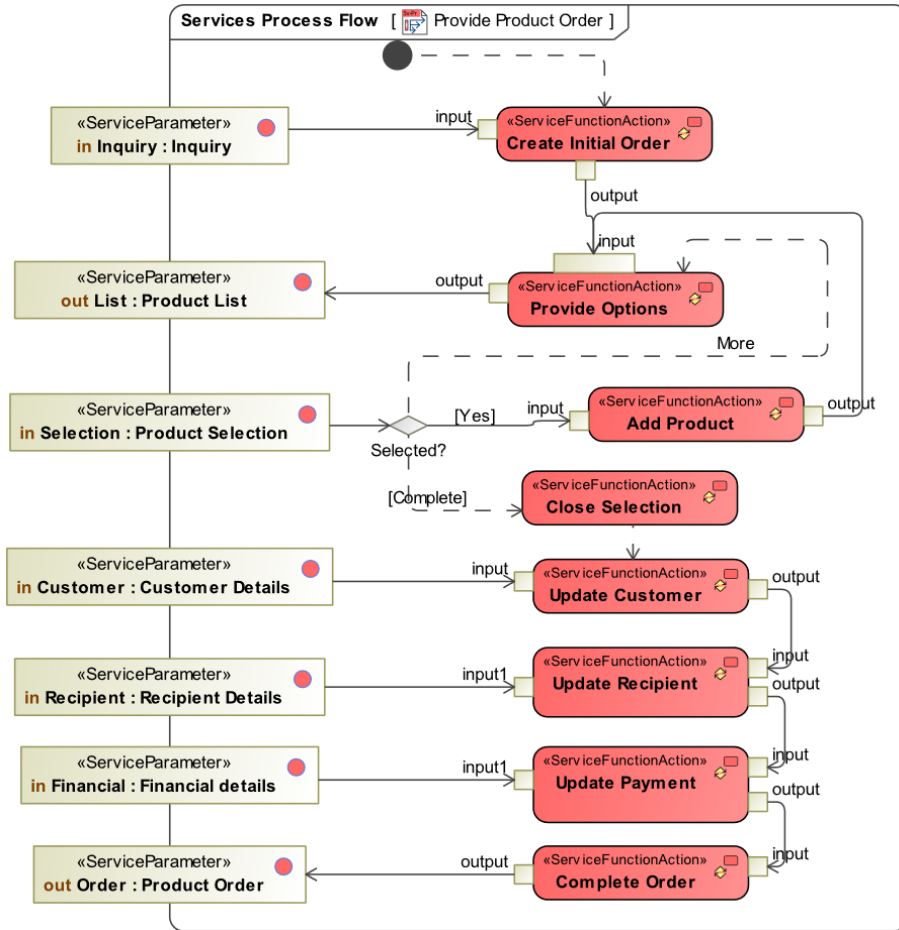 Services Process Flow [ Provide Product Order ]
«ServiceParameter»
in Inquiry : Inquiry
input
«ServiceFunctionAction»
Create Initial Order
output
input
«ServiceParameter»
out List : Product List
output
«ServiceFunctionAction»
Provide Options
More
«ServiceParameter»
in Selection : Product Selection
Selected?
[Yes]
input
«ServiceFunctionAction»
Add Product
output
[Complete]
«ServiceFunctionAction»
Close Selection
«ServiceParameter»
in Customer : Customer Details
input
«ServiceFunctionAction»
Update Customer
output
«ServiceParameter»
in Recipient : Recipient Details
input1
«ServiceFunctionAction»
Update Recipient
input
output
«ServiceParameter»
in Financial : Financial details
input1
«ServiceFunctionAction»
Update Payment
input
output
«ServiceParameter»
out Order : Product Order
output
«ServiceFunctionAction»
Complete Order
input